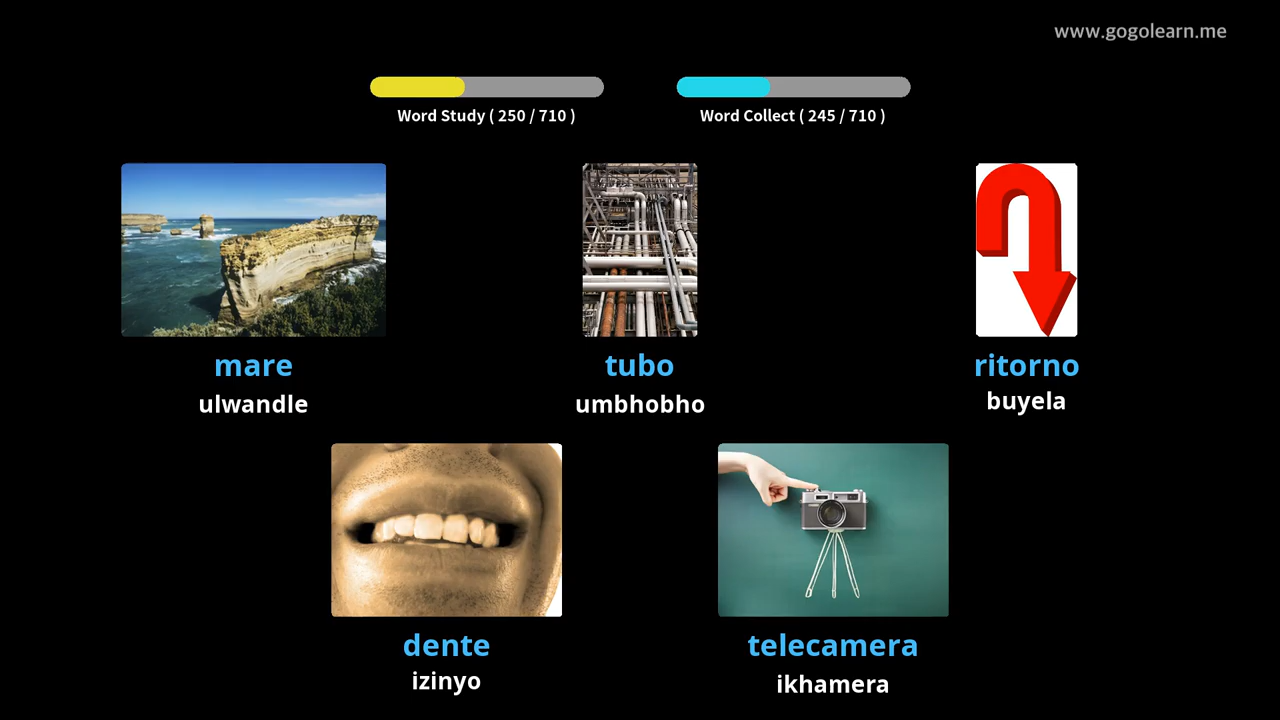 www.gogolearn.me
Word Study ( 250 / 710 )
Word Collect ( 245 / 710 )
mare
ulwandle
tubo
umbhobho
ritorno
buyela
dente
izinyo
telecamera
ikhamera